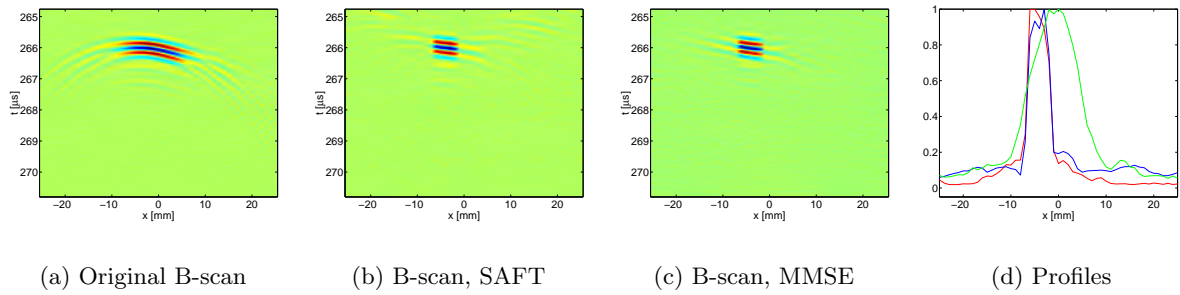 265
266
267
268
269
270
t [µs]
−20 −10 0 10 20
x [mm]
265
266
267
268
269
270
t [µs]
−20 −10 0 10 20
x [mm]
265
266
267
268
269
270
t [µs]
−20 −10 0 10 20
x [mm]
1
0.8
0.6
0.4
0.2
0
−20 −10 0 10 20
x [mm]
(a) Original B-scan
(b) B-scan, SAFT
(c) B-scan, MMSE
(d) Profiles